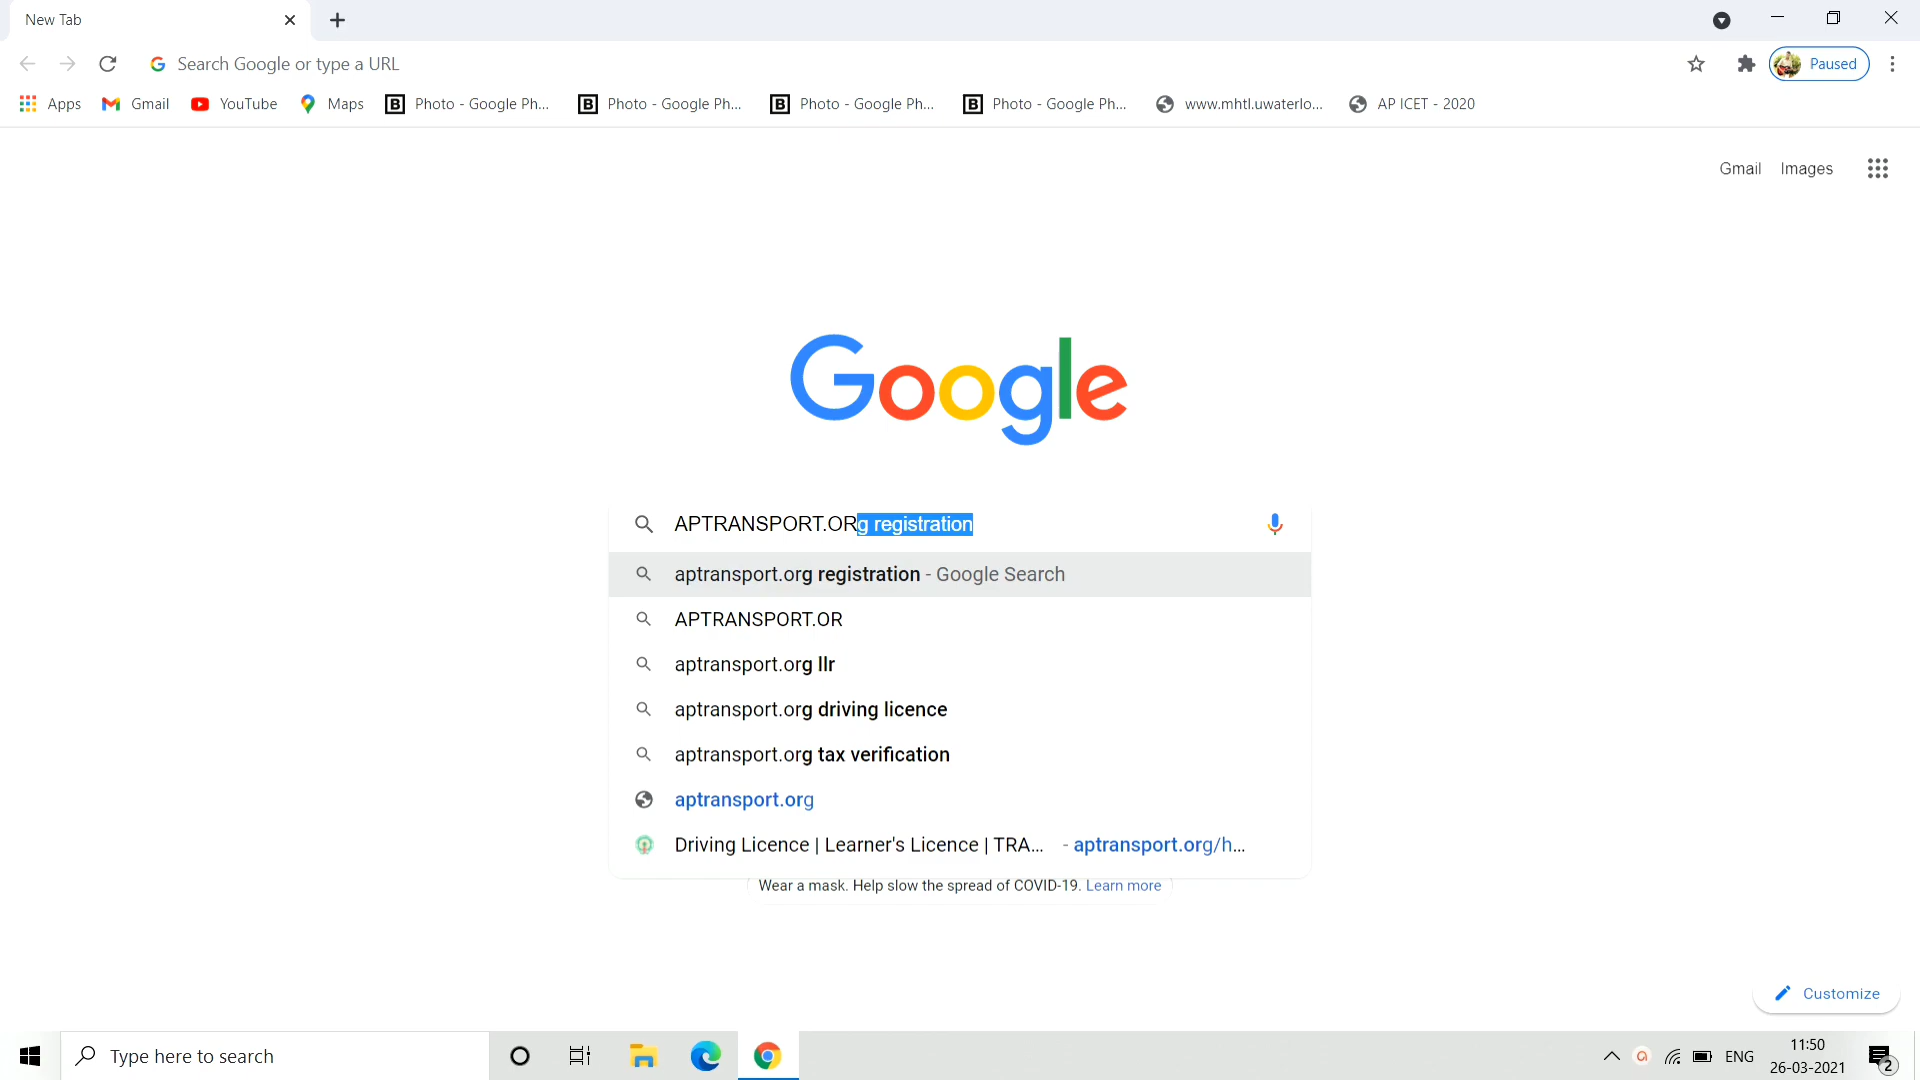 New Tab
Search Google or type a URL
Paused
Apps
Gmail
YouTube
Maps
Photo - Google Ph...
Photo - Google Ph...
Photo - Google Ph...
Photo - Google Ph...
www.mhtl.uwaterlo...
AP ICET - 2020
Gmail Images
Google
APTRANSPORT.ORg registration
aptransport.org registration - Google Search
APTRANSPORT.OR
aptransport.org llr
aptransport.org driving licence
aptransport.org tax verification
aptransport.org
Driving Licence | Learner's Licence | TRA... - aptransport.org/h...
Wear a mask. Help slow the spread of COVID-19. Learn more
Customize
Type here to search
ENG
11:50
26-03-2021
2